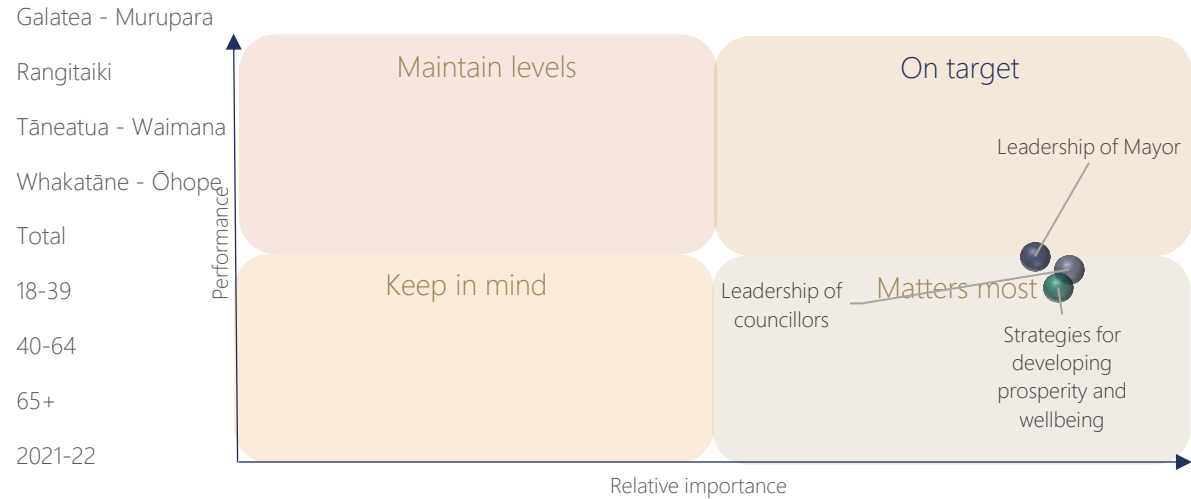 Galatea - Murupara
Rangitaiki
Tāneatua - Waimana
Whakatāne - Ōhope
Total
18-39
40-64
65+
2021-22
Performance
Maintain levels
On target
Leadership of Mayor
Keep in mind
Leadership of
councillors
Matters most
Strategies for
developing
prosperity and
wellbeing
Relative importance